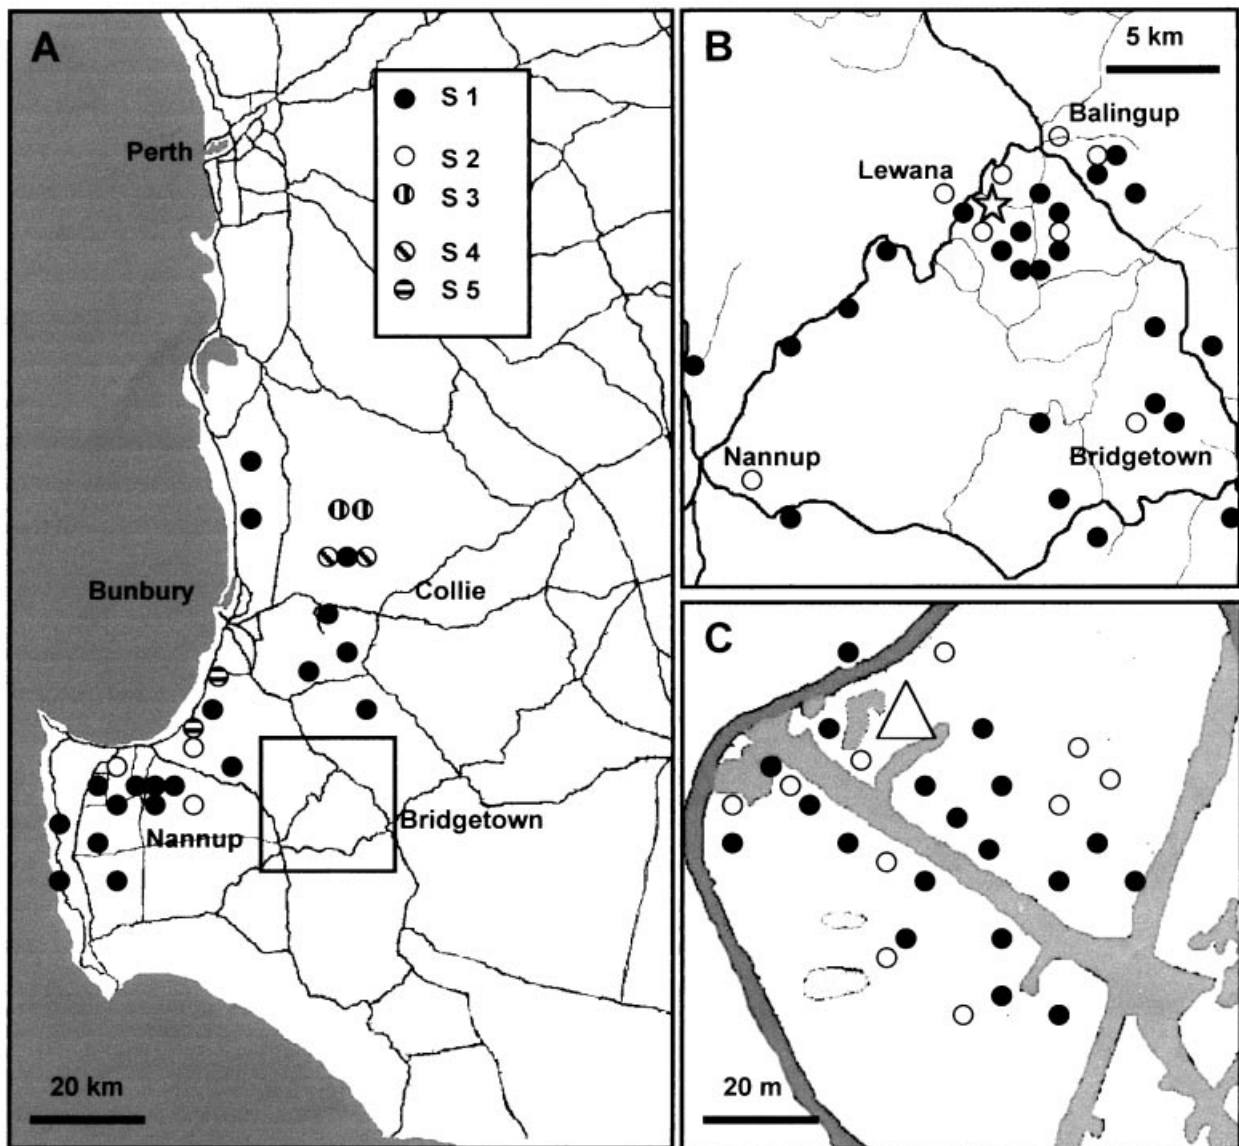 A
S 1
S 2
S 3
S 4
S 5
Perth
Bunbury
Collie
Nannup
Bridgetown
20 km
B
5 km
Balingup
Lewana
Nannup
Bridgetown
C
20 m